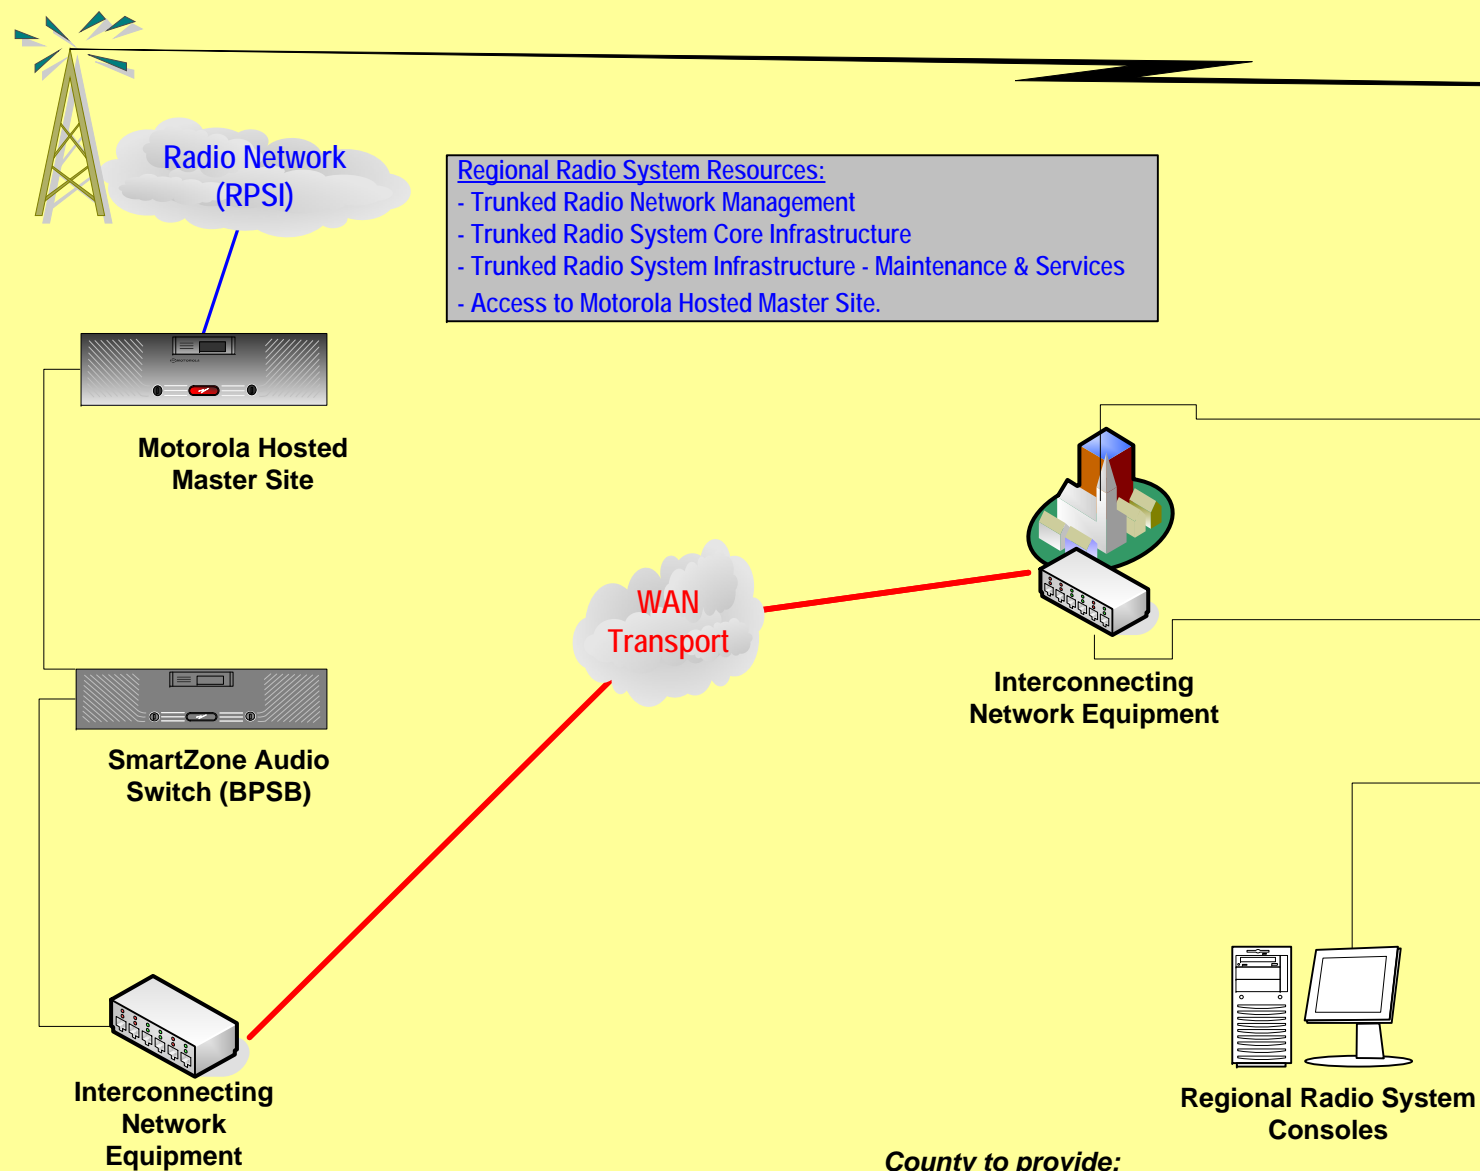 Radio Network
(RPSI)
Regional Radio System Resources:
- Trunked Radio Network Management
- Trunked Radio System Core Infrastructure
- Trunked Radio System Infrastructure - Maintenance & Services
- Access to Motorola Hosted Master Site.
MOTOROLA
Motorola Hosted
Master Site
WAN
Transport
Interconnecting
Network Equipment
SmartZone Audio
Switch (BPSB)
Interconnecting
Network
Equipment
Regional Radio System
Consoles
County to provide: